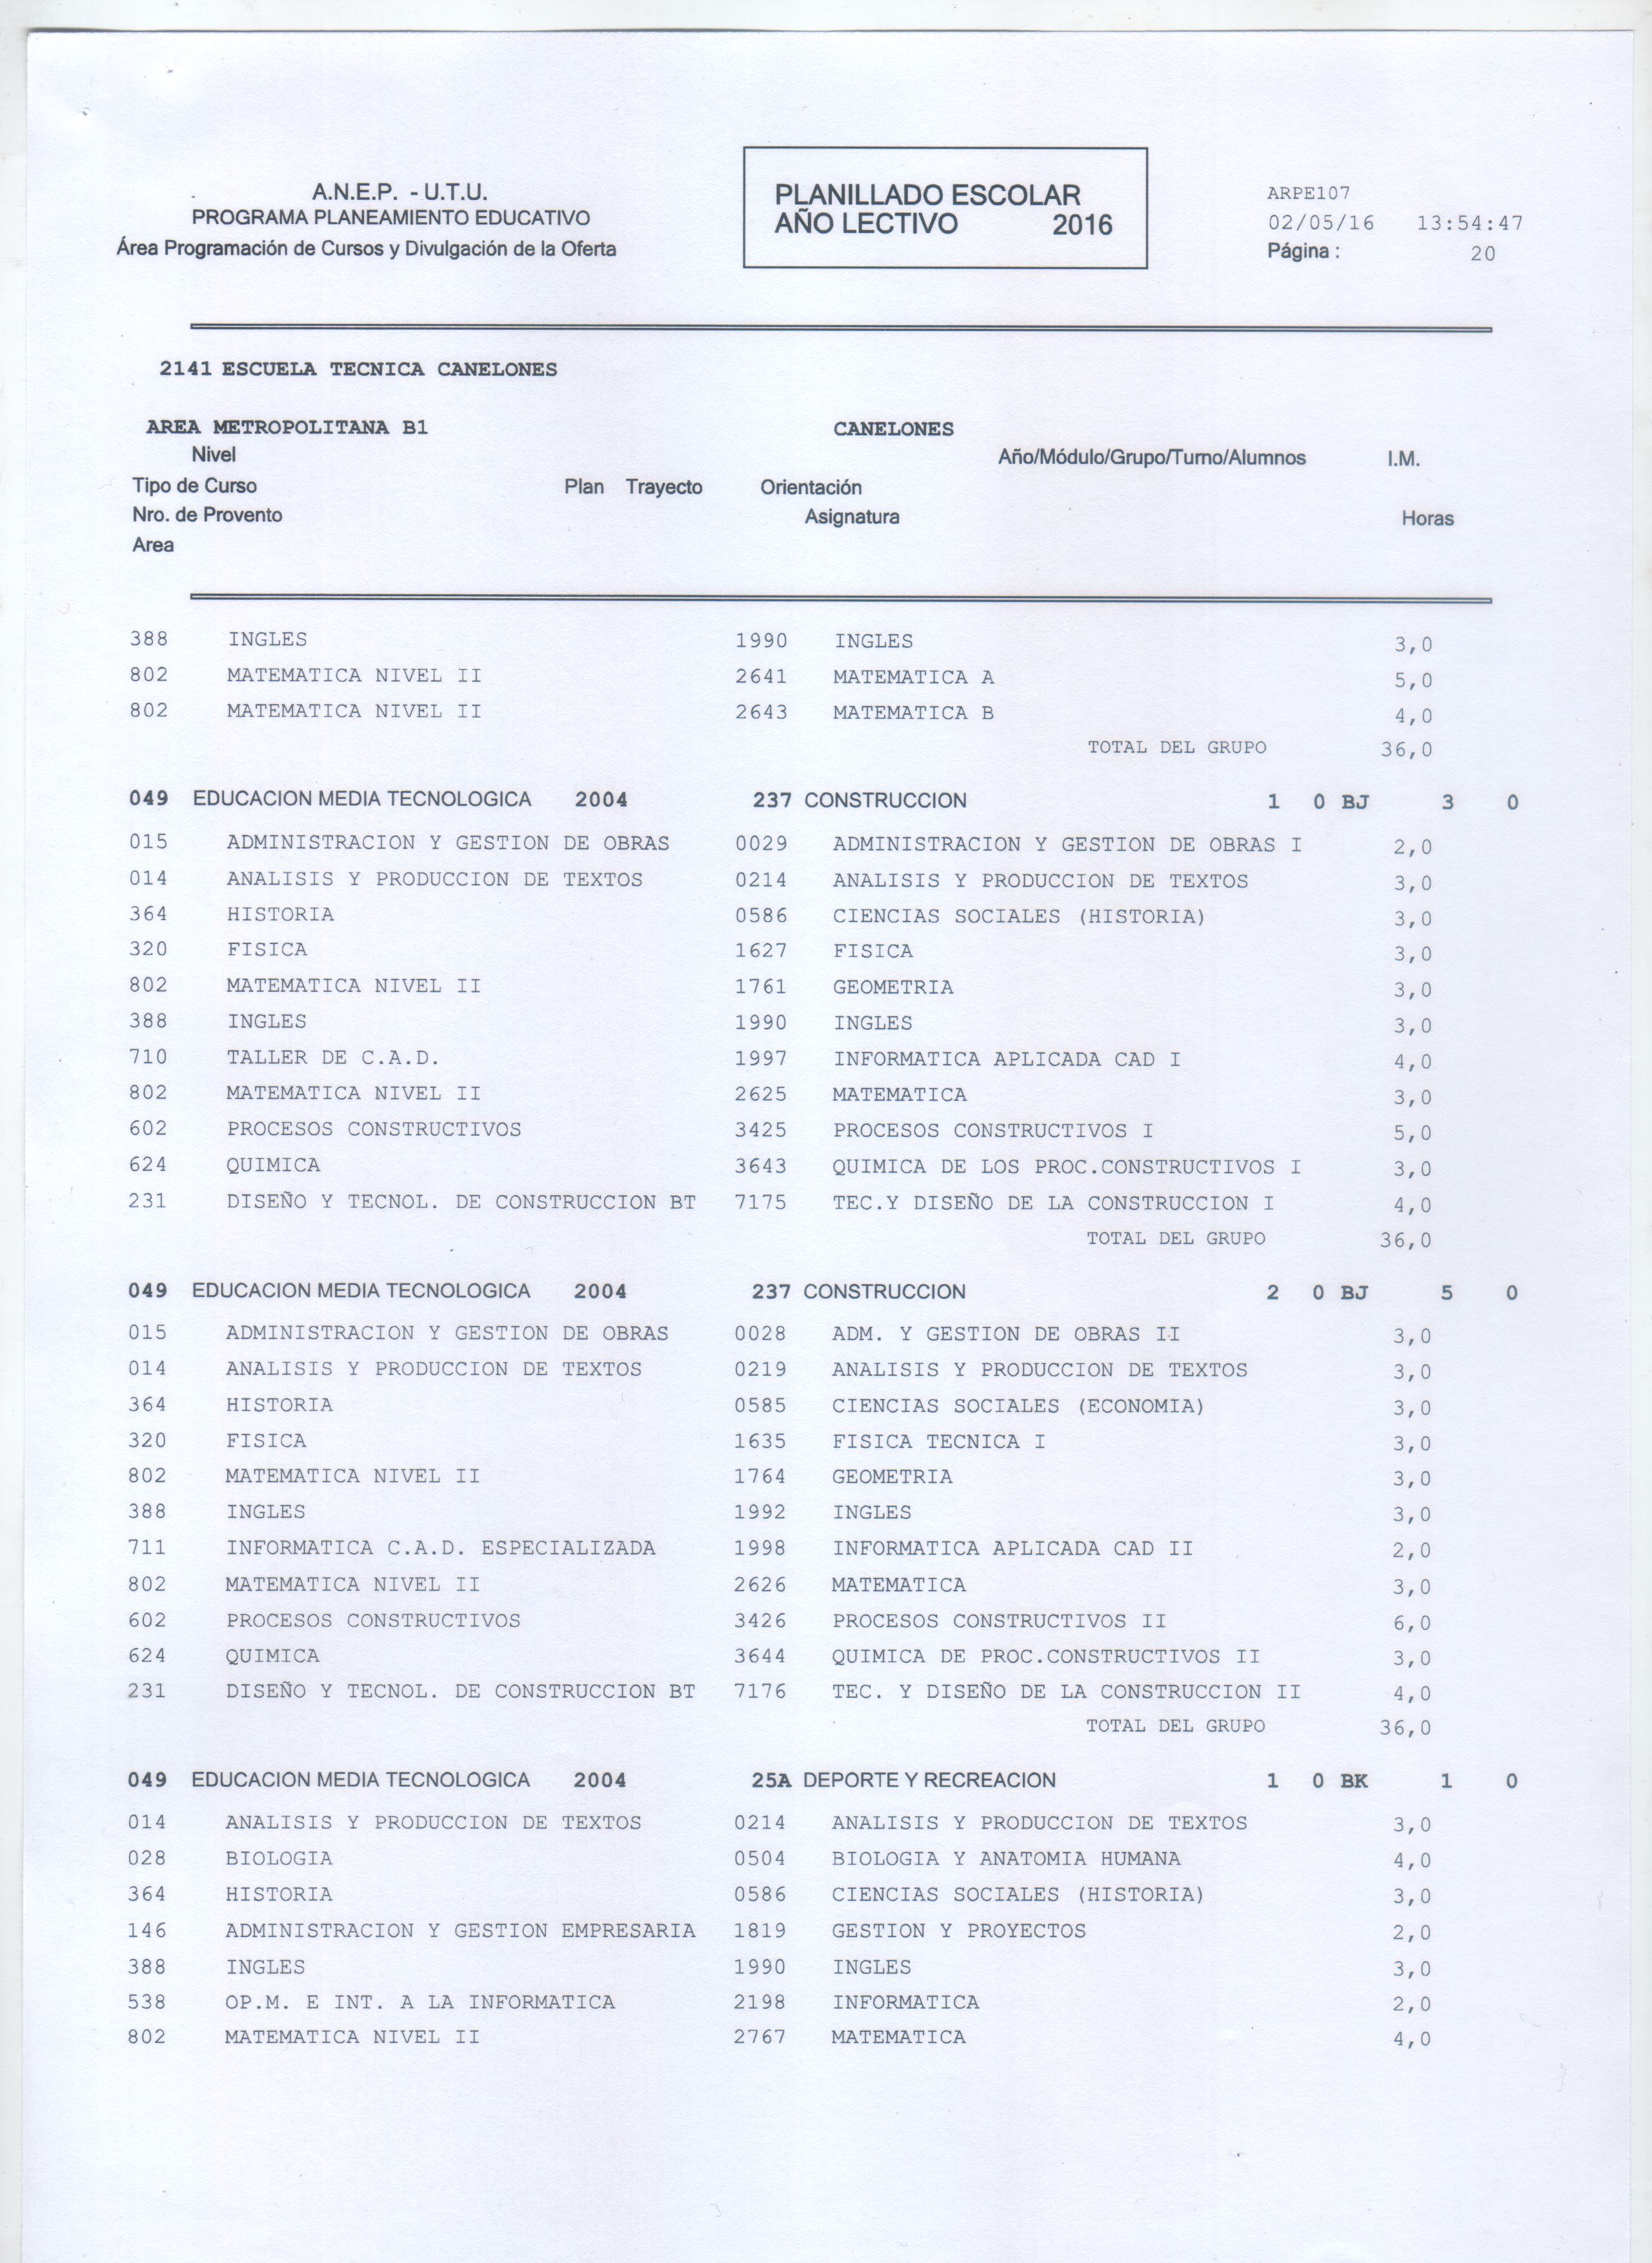 A.N.E.P. - U.T.U.
PROGRAMA PLANEAMIENTO EDUCATIVO
Área Programación de Cursos y Divulgación de la Oferta
PLANILLADO ESCOLAR
AÑO LECTIVO 2016
ARPE107
02/05/16 13:54:47
Página : 20
2141 ESCUELA TECNICA CANELONES
AREA METROPOLITANA B1 CANELONES
Nivel Año/Módulo/Grupo/Turno/Alumnos I.M.
Tipo de Curso Plan Trayecto Orientación
Nro. de Provento Asignatura Horas
Area
388 INGLES 1990 INGLES 3,0
802 MATEMATICA NIVEL II 2641 MATEMATICA A 5,0
802 MATEMATICA NIVEL II 2643 MATEMATICA B 4,0
TOTAL DEL GRUPO 36,0
049 EDUCACION MEDIA TECNOLOGICA 2004 237 CONSTRUCCION 1 0 BJ 3 0
015 ADMINISTRACION Y GESTION DE OBRAS 0029 ADMINISTRACION Y GESTION DE OBRAS I 2,0
014 ANALISIS Y PRODUCCION DE TEXTOS 0214 ANALISIS Y PRODUCCION DE TEXTOS 3,0
364 HISTORIA 0586 CIENCIAS SOCIALES (HISTORIA) 3,0
320 FISICA 1627 FISICA 3,0
802 MATEMATICA NIVEL II 1761 GEOMETRIA 3,0
388 INGLES 1990 INGLES 3,0
710 TALLER DE C.A.D. 1997 INFORMATICA APLICADA CAD I 4,0
802 MATEMATICA NIVEL II 2625 MATEMATICA 3,0
602 PROCESOS CONSTRUCTIVOS 3425 PROCESOS CONSTRUCTIVOS I 5,0
624 QUIMICA 3643 QUIMICA DE LOS PROC.CONSTRUCTIVOS I 3,0
231 DISEÑO Y TECNOL. DE CONSTRUCCION BT 7175 TEC.Y DISEÑO DE LA CONSTRUCCION I 4,0
TOTAL DEL GRUPO 36,0
049 EDUCACION MEDIA TECNOLOGICA 2004 237 CONSTRUCCION 2 0 BJ 5 0
015 ADMINISTRACION Y GESTION DE OBRAS 0028 ADM. Y GESTION DE OBRAS II 3,0
014 ANALISIS Y PRODUCCION DE TEXTOS 0219 ANALISIS Y PRODUCCION DE TEXTOS 3,0
364 HISTORIA 0585 CIENCIAS SOCIALES (ECONOMIA) 3,0
320 FISICA 1635 FISICA TECNICA I 3,0
802 MATEMATICA NIVEL II 1764 GEOMETRIA 3,0
388 INGLES 1992 INGLES 3,0
711 INFORMATICA C.A.D. ESPECIALIZADA 1998 INFORMATICA APLICADA CAD II 2,0
802 MATEMATICA NIVEL II 2626 MATEMATICA 3,0
602 PROCESOS CONSTRUCTIVOS 3426 PROCESOS CONSTRUCTIVOS II 6,0
624 QUIMICA 3644 QUIMICA DE PROC.CONSTRUCTIVOS II 3,0
231 DISEÑO Y TECNOL. DE CONSTRUCCION BT 7176 TEC. Y DISEÑO DE LA CONSTRUCCION II 4,0
TOTAL DEL GRUPO 36,0
049 EDUCACION MEDIA TECNOLOGICA 2004 25A DEPORTE Y RECREACION 1 0 BK 1 0
014 ANALISIS Y PRODUCCION DE TEXTOS 0214 ANALISIS Y PRODUCCION DE TEXTOS 3,0
028 BIOLOGIA 0504 BIOLOGIA Y ANATOMIA HUMANA 4,0
364 HISTORIA 0586 CIENCIAS SOCIALES (HISTORIA) 3,0
146 ADMINISTRACION Y GESTION EMPRESARIA 1819 GESTION Y PROYECTOS 2,0
388 INGLES 1990 INGLES 3,0
538 OP.M. E INT. A LA INFORMATICA 2198 INFORMATICA 2,0
802 MATEMATICA NIVEL II 2767 MATEMATICA 4,0